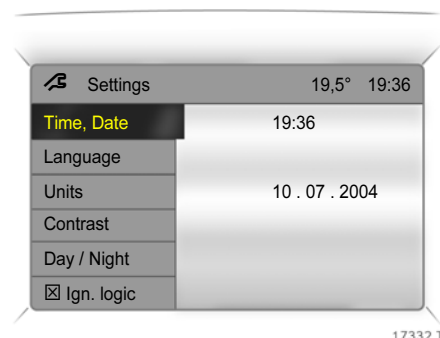 Settings 19,5° 19:36
Time, Date 19:36
Language
Units 10 . 07 . 2004
Contrast
Day / Night
☒ Ign. logic
17332 T